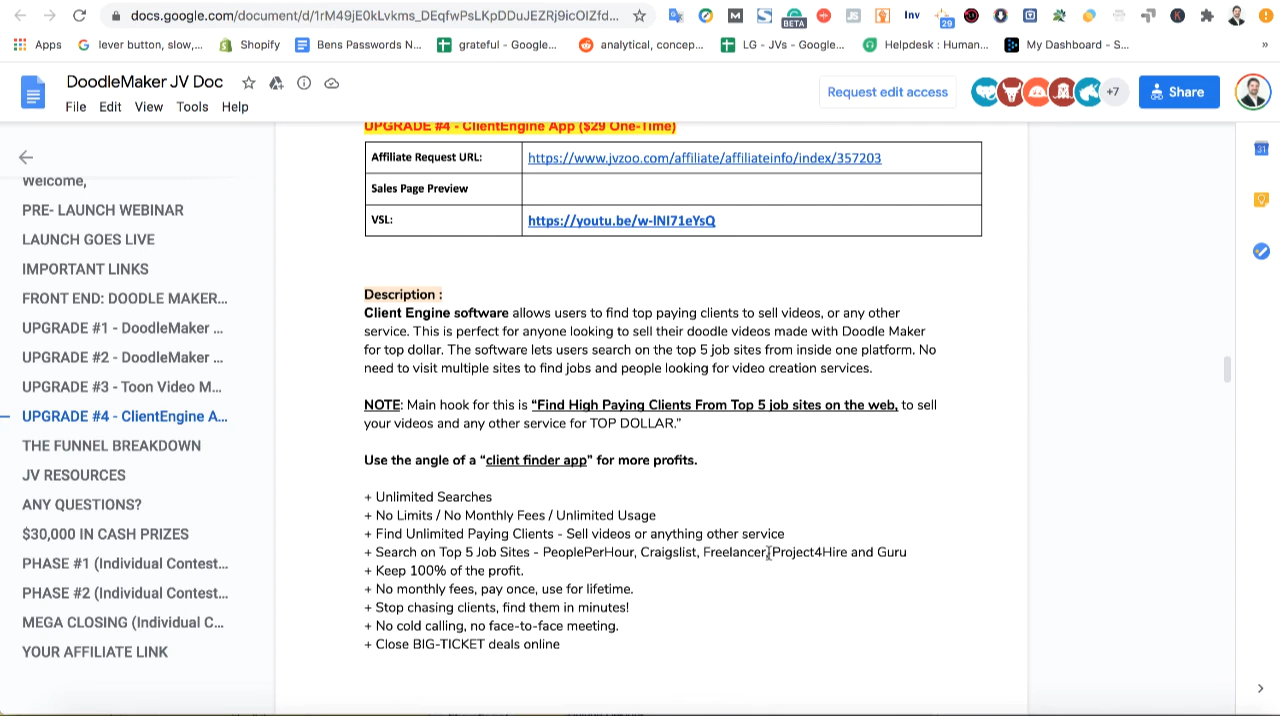 docs.google.com/document/d/1rM49jE0kLvkms_DEqfwPsLKpDDuJEZRj9icOIZfd...
BETA
Inv
29
Apps
lever button, slow,...
Shopify
Bens Passwords N...
grateful - Google...
analytical, concep...
LG - JVs - Google...
Helpdesk : Human...
My Dashboard - S...
»
DoodleMaker JV Doc
File Edit View Tools Help
Request edit access
+7
Share
Welcome,
PRE- LAUNCH WEBINAR
LAUNCH GOES LIVE
IMPORTANT LINKS
FRONT END: DOODLE MAKER...
UPGRADE #1 - DoodleMaker ...
UPGRADE #2 - DoodleMaker ...
UPGRADE #3 - Toon Video M...
UPGRADE #4 - ClientEngine A...
THE FUNNEL BREAKDOWN
JV RESOURCES
ANY QUESTIONS?
$30,000 IN CASH PRIZES
PHASE #1 (Individual Contest...
PHASE #2 (Individual Contest...
MEGA CLOSING (Individual C...
YOUR AFFILIATE LINK
UPGRADE #4 - ClientEngine App ($29 One-Time)
Affiliate Request URL: https://www.jvzoo.com/affiliate/affiliateinfo/index/357203
Sales Page Preview
VSL: https://youtu.be/w-lNI71eYsQ
Description :
Client Engine software allows users to find top paying clients to sell videos, or any other
service. This is perfect for anyone looking to sell their doodle videos made with Doodle Maker
for top dollar. The software lets users search on the top 5 job sites from inside one platform. No
need to visit multiple sites to find jobs and people looking for video creation services.
NOTE: Main hook for this is “Find High Paying Clients From Top 5 job sites on the web, to sell
your videos and any other service for TOP DOLLAR.”
Use the angle of a “client finder app” for more profits.
+ Unlimited Searches
+ No Limits / No Monthly Fees / Unlimited Usage
+ Find Unlimited Paying Clients - Sell videos or anything other service
+ Search on Top 5 Job Sites - PeoplePerHour, Craigslist, Freelancer, Project4Hire and Guru
+ Keep 100% of the profit.
+ No monthly fees, pay once, use for lifetime.
+ Stop chasing clients, find them in minutes!
+ No cold calling, no face-to-face meeting.
+ Close BIG-TICKET deals online
31